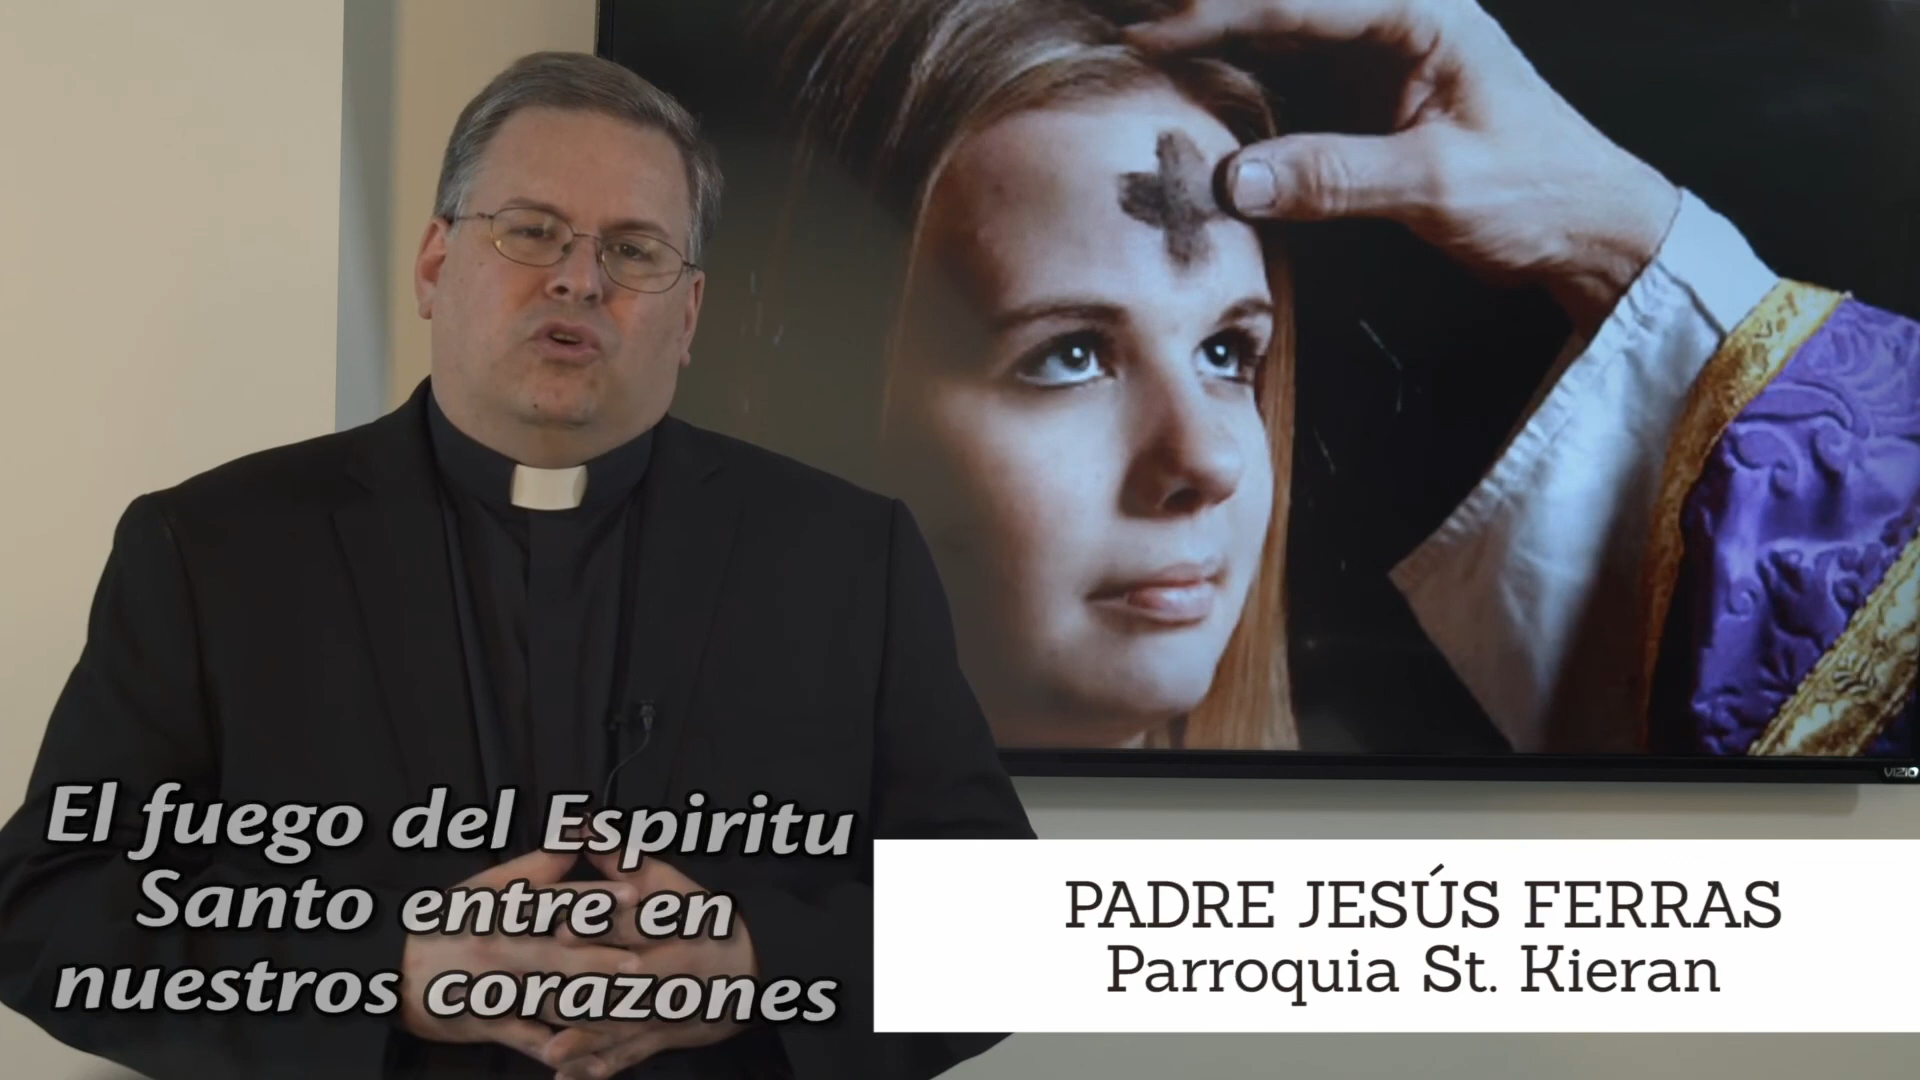 El fuego del Espiritu
Santo entre en
nuestros corazones
PADRE JESÚS FERRAS
Parroquia St. Kieran
VIZIO